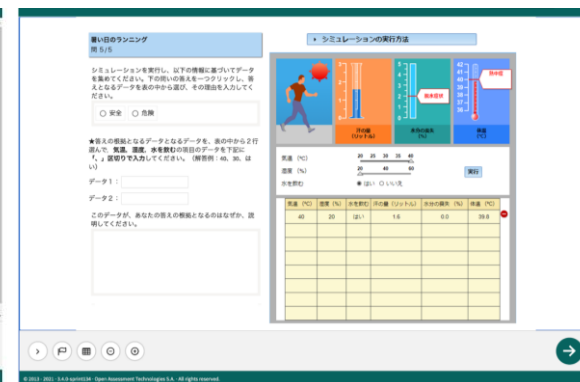 暑い日のランニング
問 5/5
シミュレーションを実行し、以下の情報に基づいてデータ
を集めてください。下の問いの答えを一つクリックし、答
えとなるデータを表の中から選び、その理由を入力してく
ださい。
安全 危険
★答えの根拠となるデータとなるデータを、表の中から2行
選んで、気温、湿度、水を飲むの項目のデータを下記に
「、」区切りで入力してください。（解答例：40、30、は
い）
データ1：
データ2：
このデータが、あなたの答えの根拠となるのはなぜか、説
明してください。
シミュレーションの実行方法
汗の量
(リットル)
水分の損失
(%)
体温
(℃)
脱水症状
熱中症
気温 (℃) 20 25 30 35 40
湿度 (%) 20 40 60
水を飲む はい いいえ
実行
気温 (℃) 湿度 (%) 水を飲む 汗の量 (リットル) 水分の損失 (%) 体温 (℃)
40 20 はい 1.6 0.0 39.8
© 2013 - 2021 · 3.4.0-sprint134 · Open Assessment Technologies S.A. · All rights reserved.